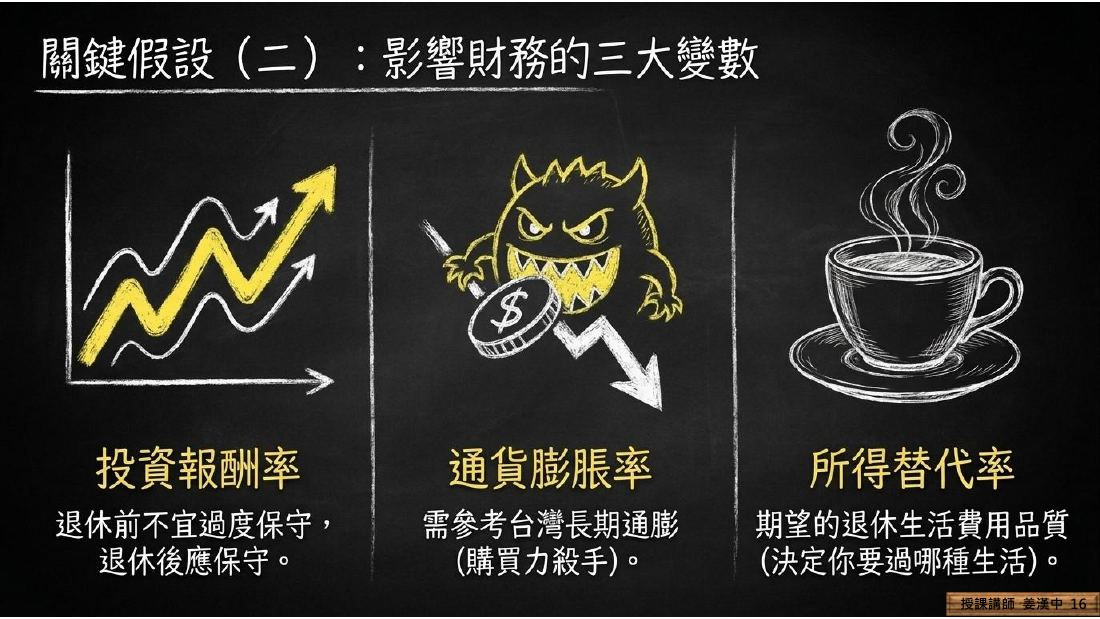 關鍵假設（二）：影響財務的三大變數
$
投資報酬率
退休前不宜過度保守，
退休後應保守。
通貨膨脹率
需參考台灣長期通膨
(購買力殺手)。
所得替代率
期望的退休生活費用品質
(決定你要過哪種生活)。
授課講師 姜漢中 16